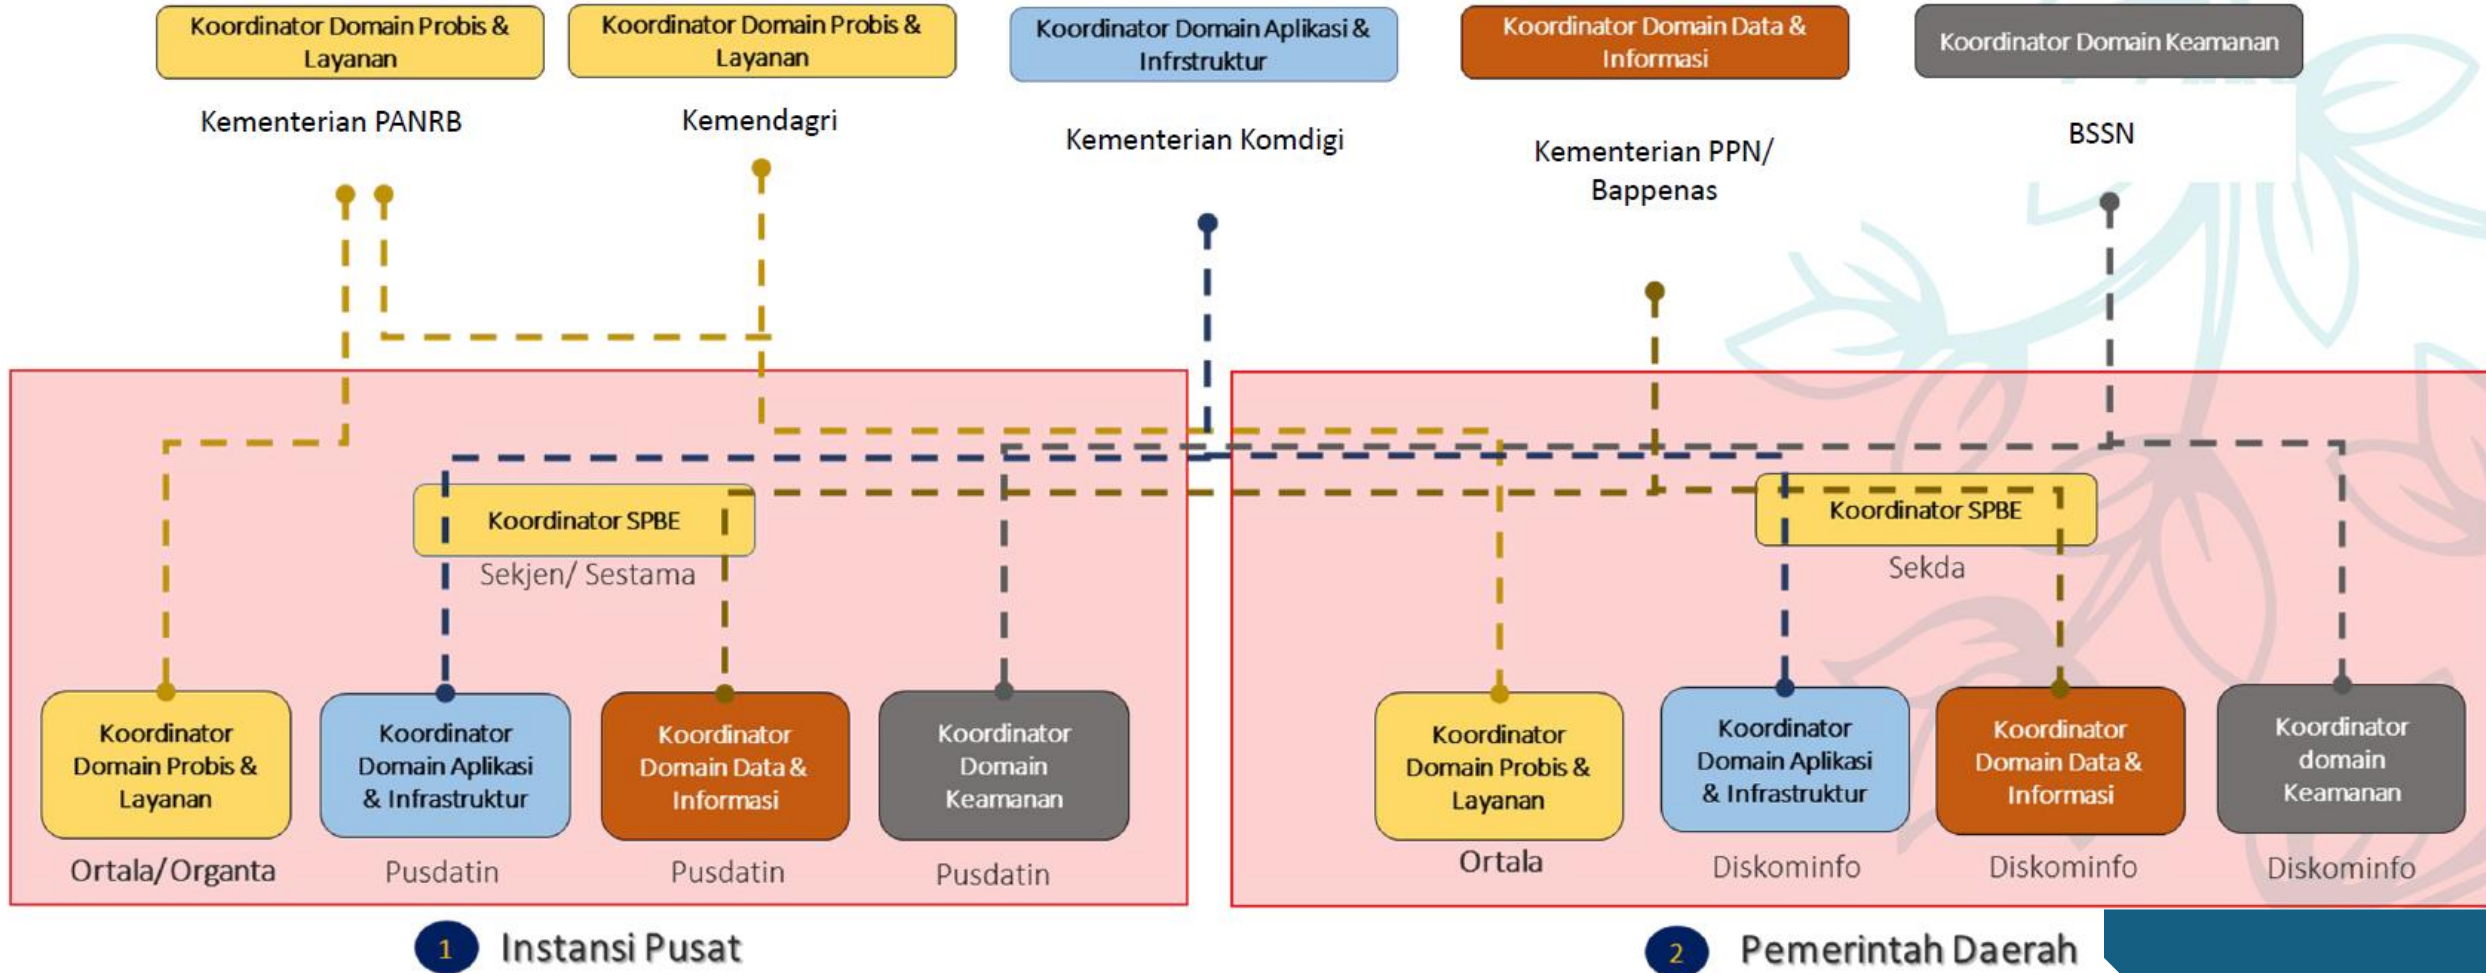 Koordinator Domain Probis &
Layanan
Koordinator Domain Probis &
Layanan
Koordinator Domain Aplikasi &
Infrstruktur
Koordinator Domain Data &
Informasi
Koordinator Domain Keamanan
Kementerian PANRB
Kemendagri
Kementerian Komdigi
Kementerian PPN/
Bappenas
BSSN
Koordinator SPBE
Sekjen/ Sestama
Koordinator
Domain Probis &
Layanan
Ortala/Organta
Koordinator
Domain Aplikasi
& Infrastruktur
Pusdatin
Koordinator
Domain Data &
Informasi
Pusdatin
Koordinator
Domain
Keamanan
Pusdatin
1 Instansi Pusat
Koordinator SPBE
Sekda
Koordinator
Domain Probis &
Layanan
Ortala
Koordinator
Domain Aplikasi
& Infrastruktur
Diskominfo
Koordinator
Domain Data &
Informasi
Diskominfo
Koordinator
domain
Keamanan
Diskominfo
2 Pemerintah Daerah